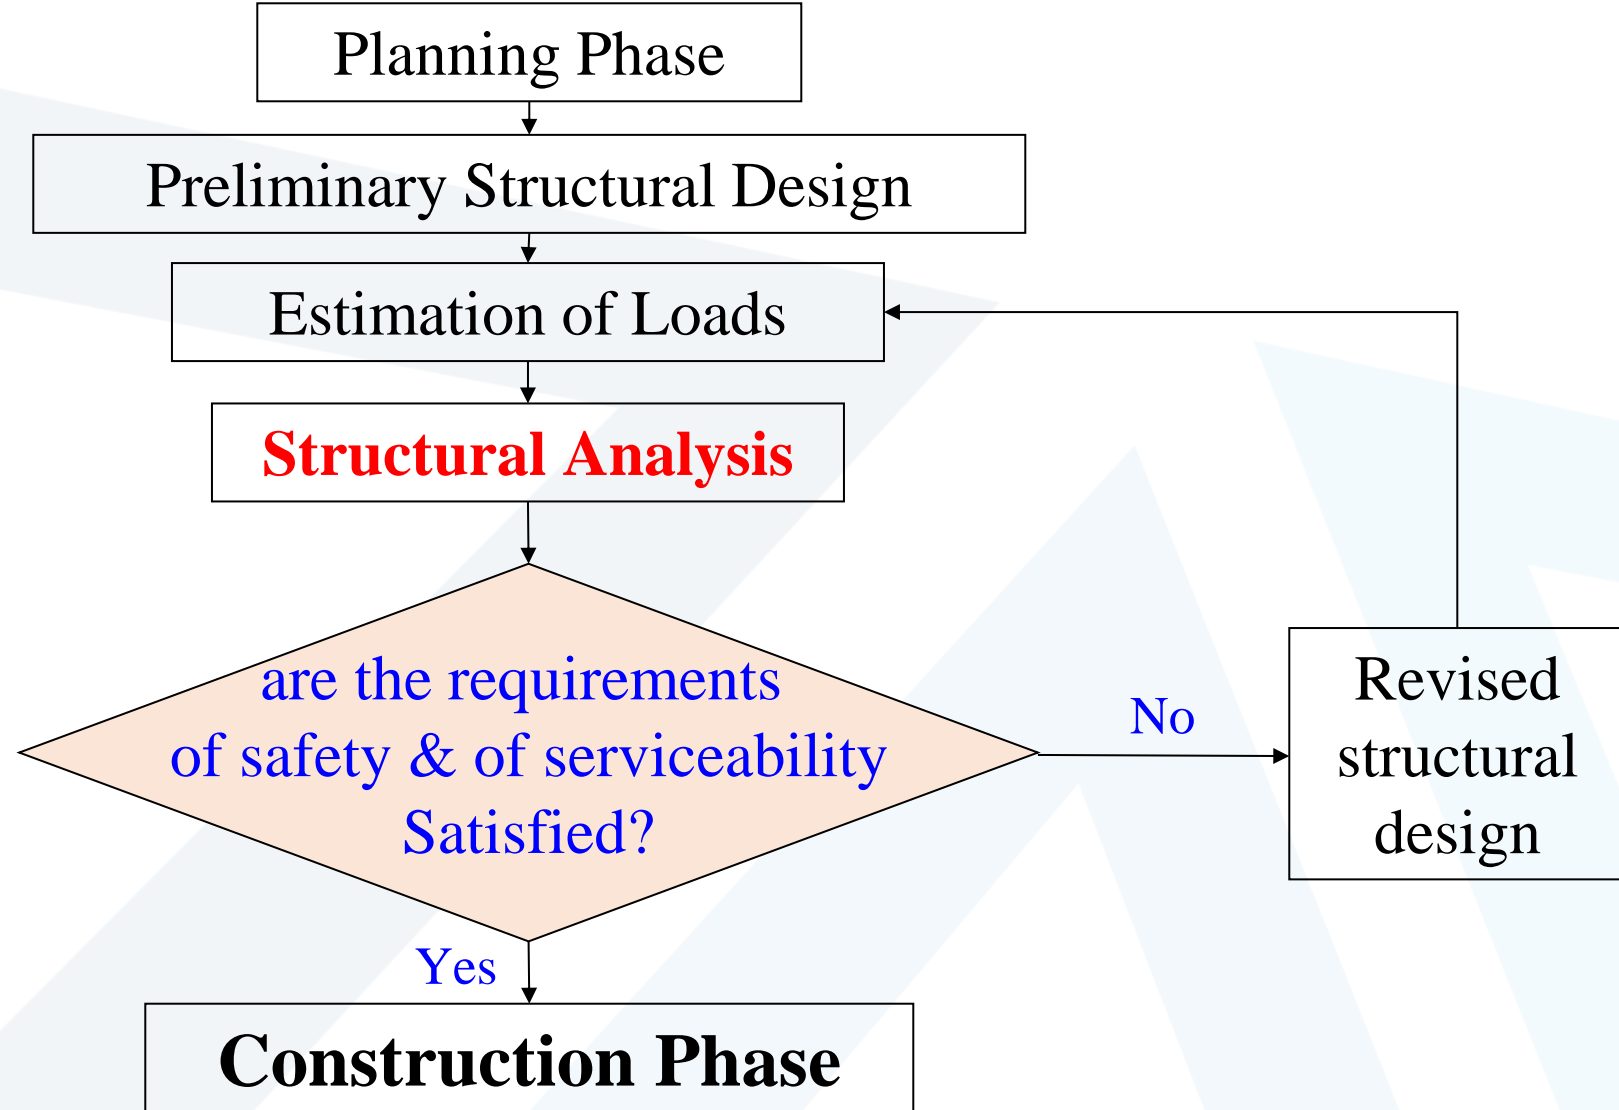 Planning Phase
Preliminary Structural Design
Estimation of Loads
Structural Analysis
are the requirements
of safety & of serviceability
Satisfied?
No
Revised
structural
design
Yes
Construction Phase